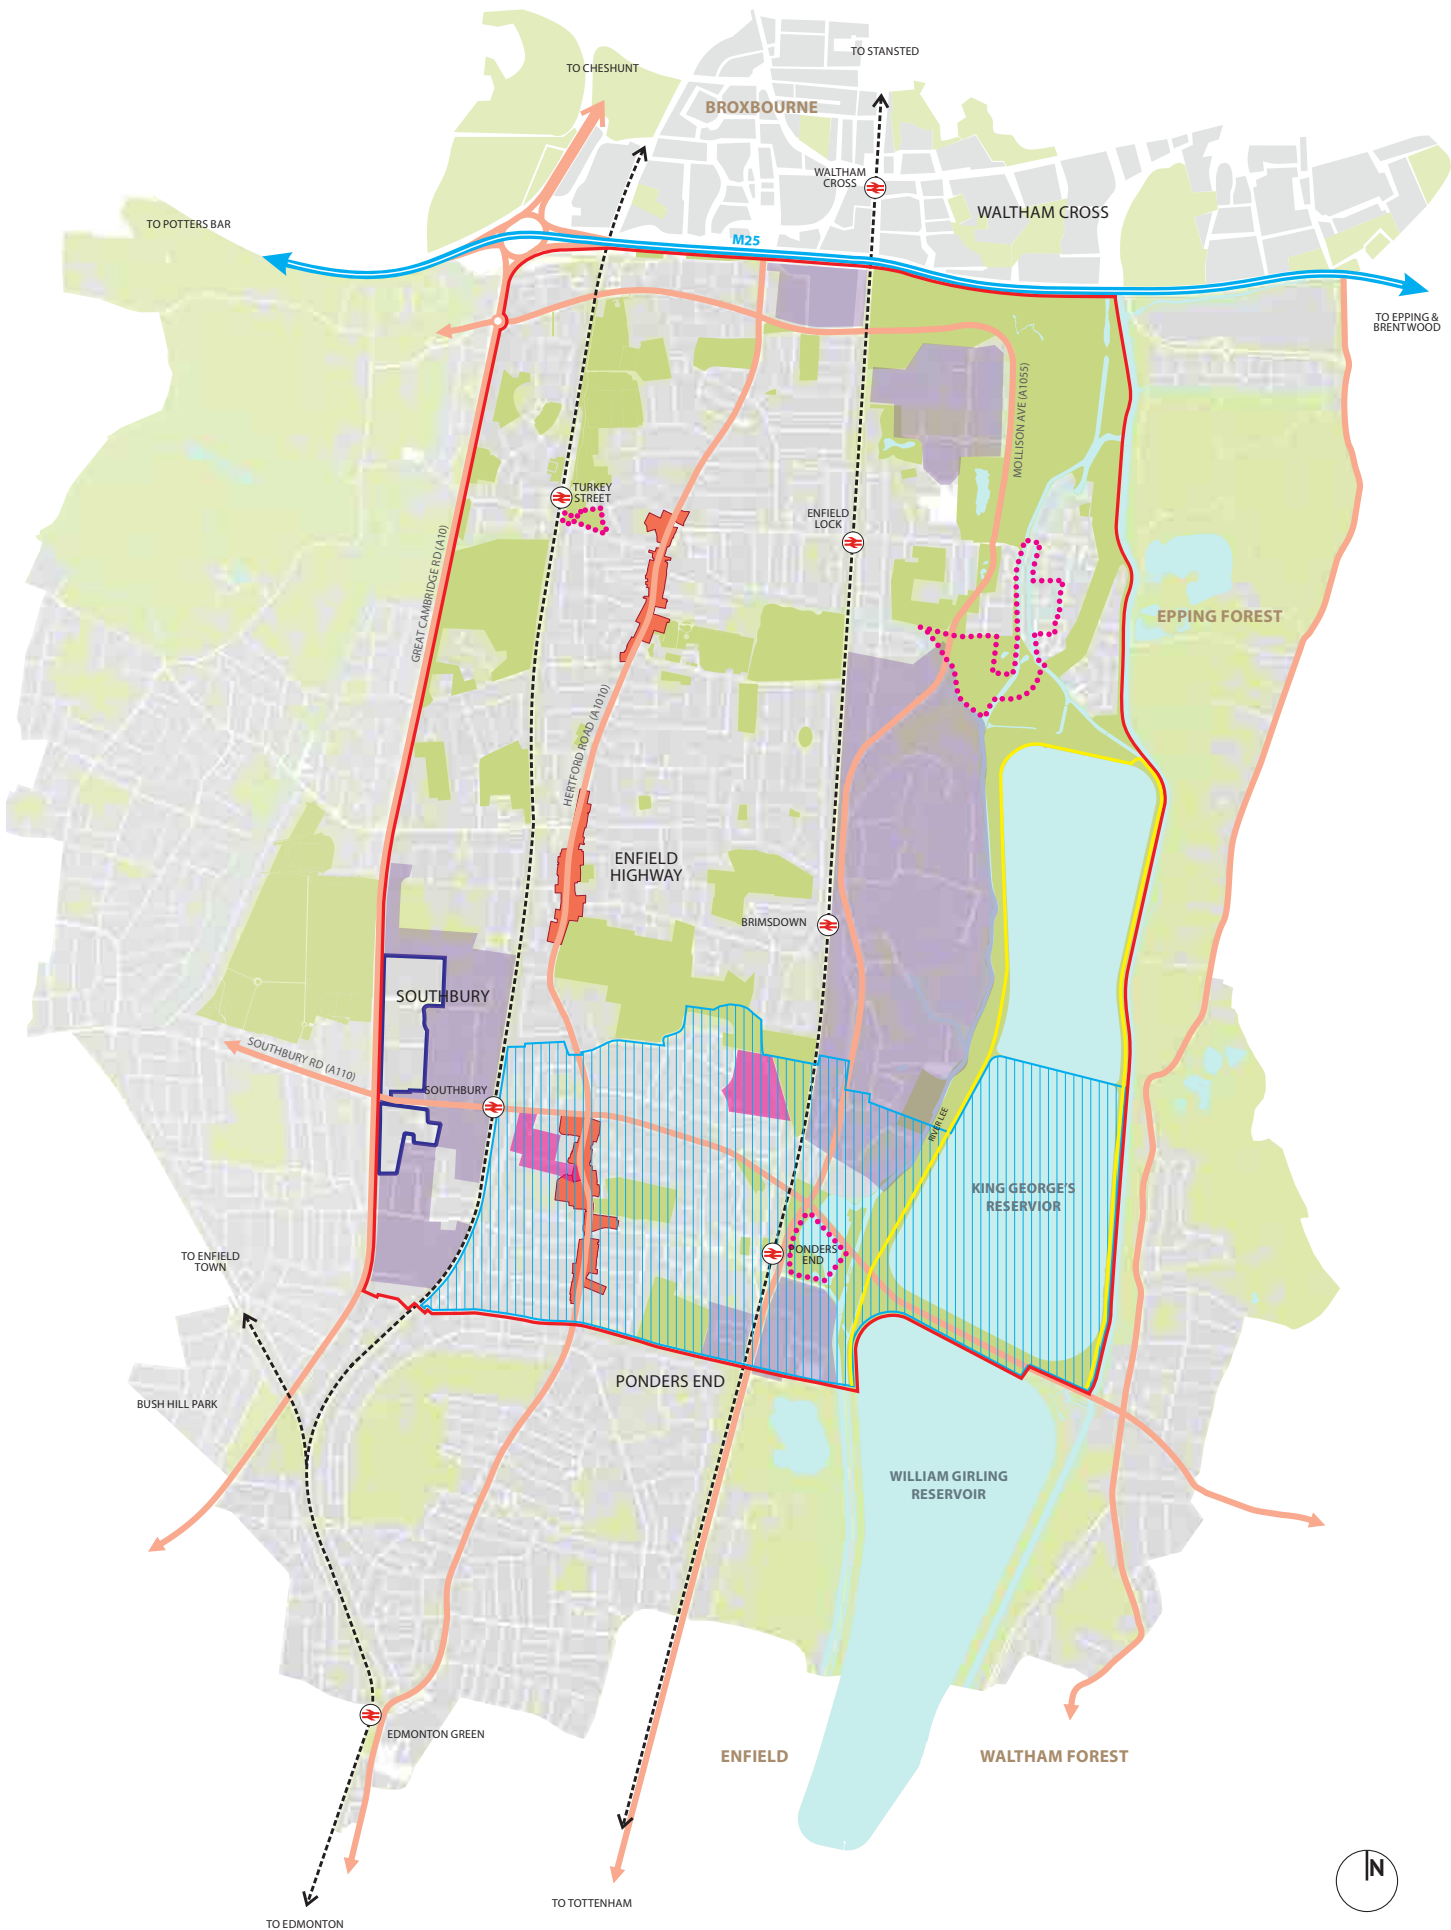 TO STANSTED
TO CHESHUNT
BROXBOURNE
WALTHAM
CROSS
WALTHAM CROSS
TO POTTERS BAR
M25
TO EPPING &
BRENTWOOD
MOLLISON AVE (A1055)
TURKEY
STREET
ENFIELD
LOCK
GREAT CAMBRIDGE RD (A10)
EPPING FOREST
HERTFORD ROAD (A1010)
ENFIELD
HIGHWAY
BRIMSDOWN
SOUTHBURY
SOUTHBURY RD (A110)
SOUTHBURY
RIVER LEE
KING GEORGE'S
RESERVIOR
PONDERS
END
TO ENFIELD
TOWN
PONDERS END
BUSH HILL PARK
WILLIAM GIRLING
RESERVOIR
EDMONTON GREEN
ENFIELD
WALTHAM FOREST
N
TO TOTTENHAM
TO EDMONTON